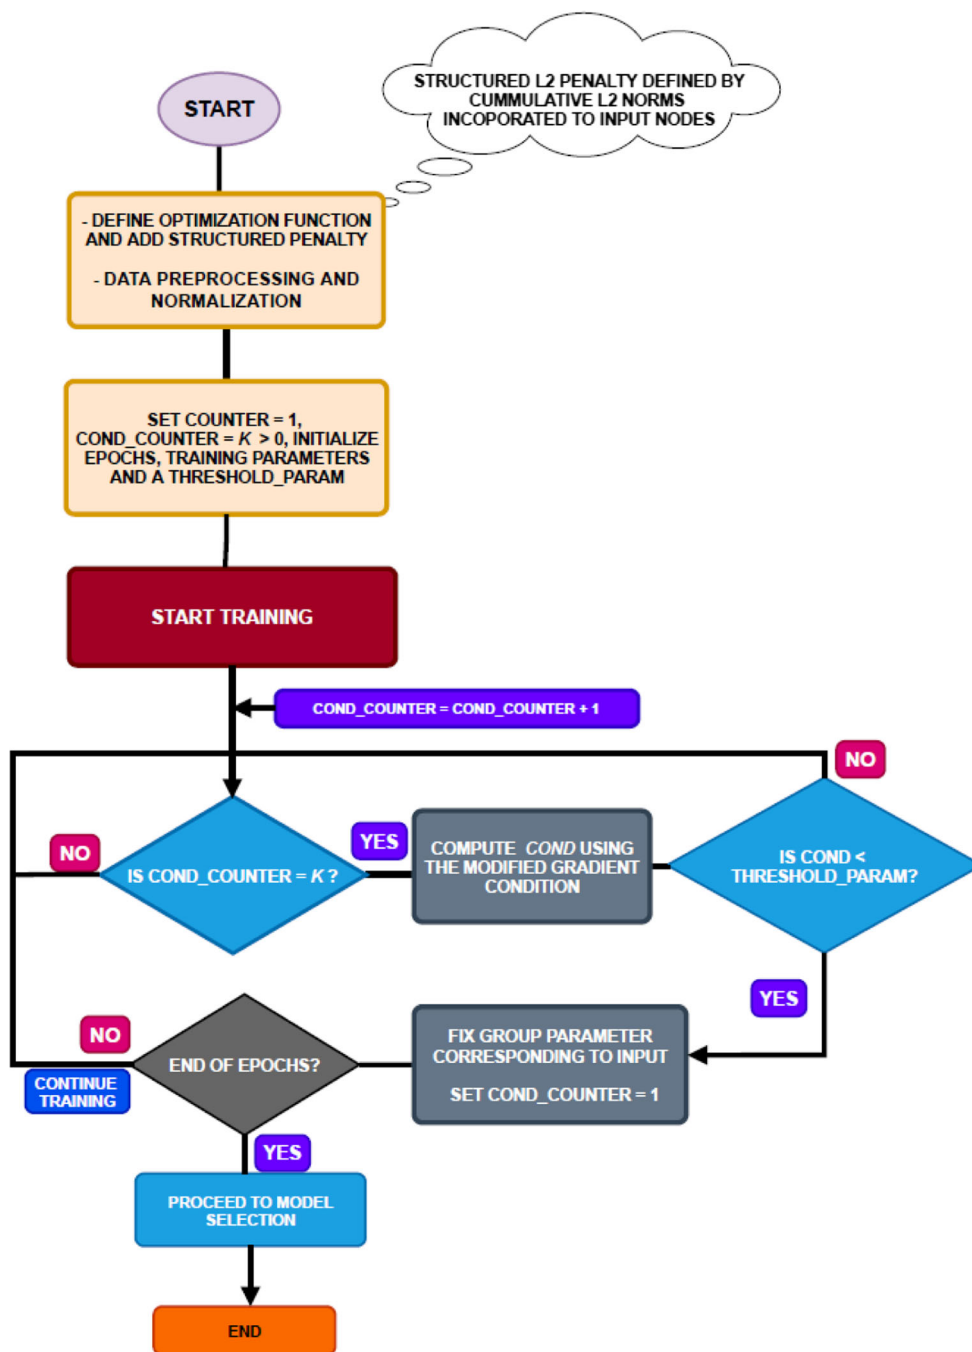 STRUCTURED L2 PENALTY DEFINED BY
CUMMULATIVE L2 NORMS
INCOPORATED TO INPUT NODES
START
- DEFINE OPTIMIZATION FUNCTION
AND ADD STRUCTURED PENALTY
- DATA PREPROCESSING AND
NORMALIZATION
SET COUNTER = 1,
COND_COUNTER = K > 0, INITIALIZE
EPOCHS, TRAINING PARAMETERS
AND A THRESHOLD_PARAM
START TRAINING
COND_COUNTER = COND_COUNTER + 1
NO
NO
YES
IS COND_COUNTER = K ?
COMPUTE COND USING
THE MODIFIED GRADIENT
CONDITION
IS COND <
THRESHOLD_PARAM?
YES
NO
CONTINUE
TRAINING
END OF EPOCHS?
FIX GROUP PARAMETER
CORRESPONDING TO INPUT
SET COND_COUNTER = 1
YES
PROCEED TO MODEL
SELECTION
END